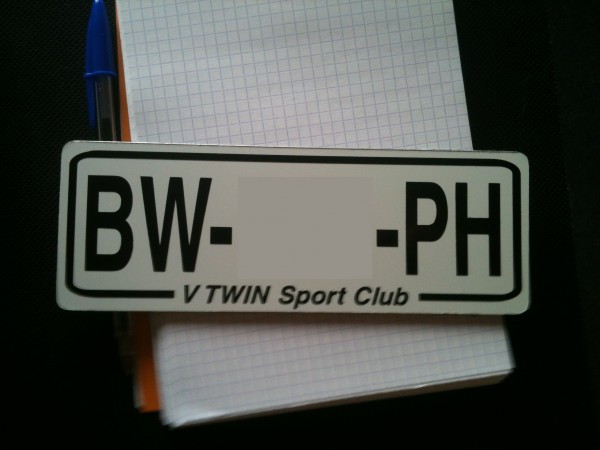 BW- -PH
V TWIN Sport Club